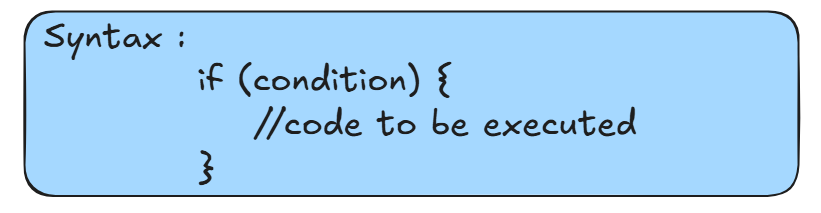 Syntax :
if (condition) {
//code to be executed
}